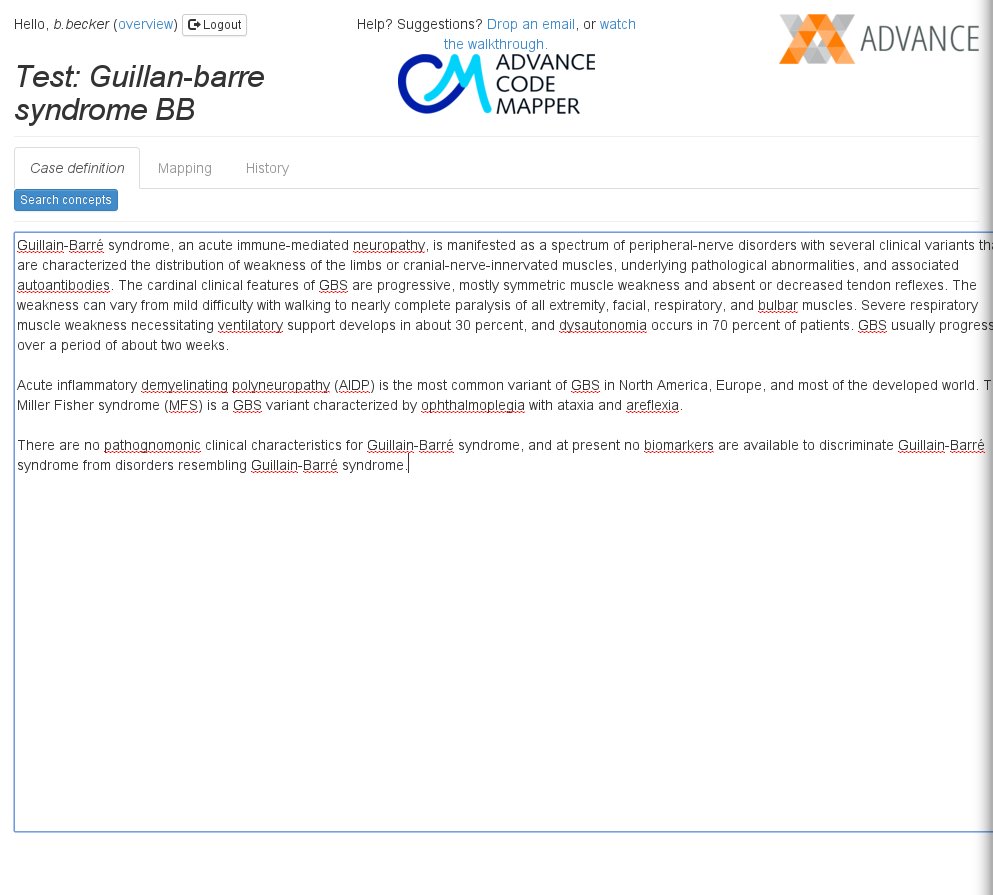 Hello, b.becker (overview) Logout
Help? Suggestions? Drop an email, or watch
the walkthrough.
ADVANCE
CM ADVANCE
CODE
MAPPER
Test: Guillan-barre
syndrome BB
Case definition Mapping History
Search concepts
Guillain-Barré syndrome, an acute immune-mediated neuropathy, is manifested as a spectrum of peripheral-nerve disorders with several clinical variants
are characterized the distribution of weakness of the limbs or cranial-nerve-innervated muscles, underlying pathological abnormalities, and associated
autoantibodies. The cardinal clinical features of GBS are progressive, mostly symmetric muscle weakness and absent or decreased tendon reflexes. The
weakness can vary from mild difficulty with walking to nearly complete paralysis of all extremity, facial, respiratory, and bulbar muscles. Severe respiratory
muscle weakness necessitating ventilatory support develops in about 30 percent, and dysautonomia occurs in 70 percent of patients. GBS usually progress
over a period of about two weeks.
Acute inflammatory demyelinating polyneuropathy (AIDP) is the most common variant of GBS in North America, Europe, and most of the developed world.
Miller Fisher syndrome (MFS) is a GBS variant characterized by ophthalmoplegia with ataxia and areflexia.
There are no pathognomonic clinical characteristics for Guillain-Barré syndrome, and at present no biomarkers are available to discriminate Guillain-Barré
syndrome from disorders resembling Guillain-Barré syndrome.